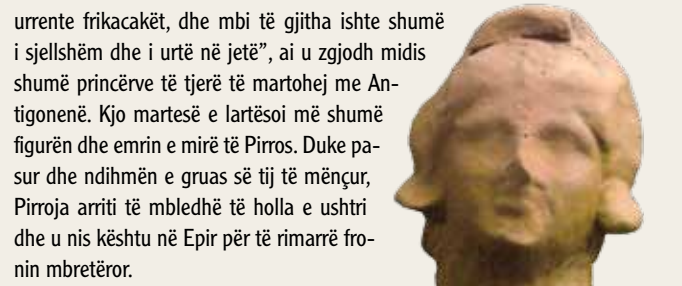 urrente frikacakët, dhe mbi të gjitha ishte shumë
i sjellshëm dhe i urtë në jetë”, ai u zgjodh midis
shumë princërve të tjerë të martohej me An-
tigonenë. Kjo martesë e lartësoi më shumë
figurën dhe emrin e mirë të Pirros. Duke pa-
sur dhe ndihmën e gruas së tij të mënçur,
Pirroja arriti të mbledhë të holla e ushtri
dhe u nis kështu në Epir për të rimarrë fro-
nin mbretëror.